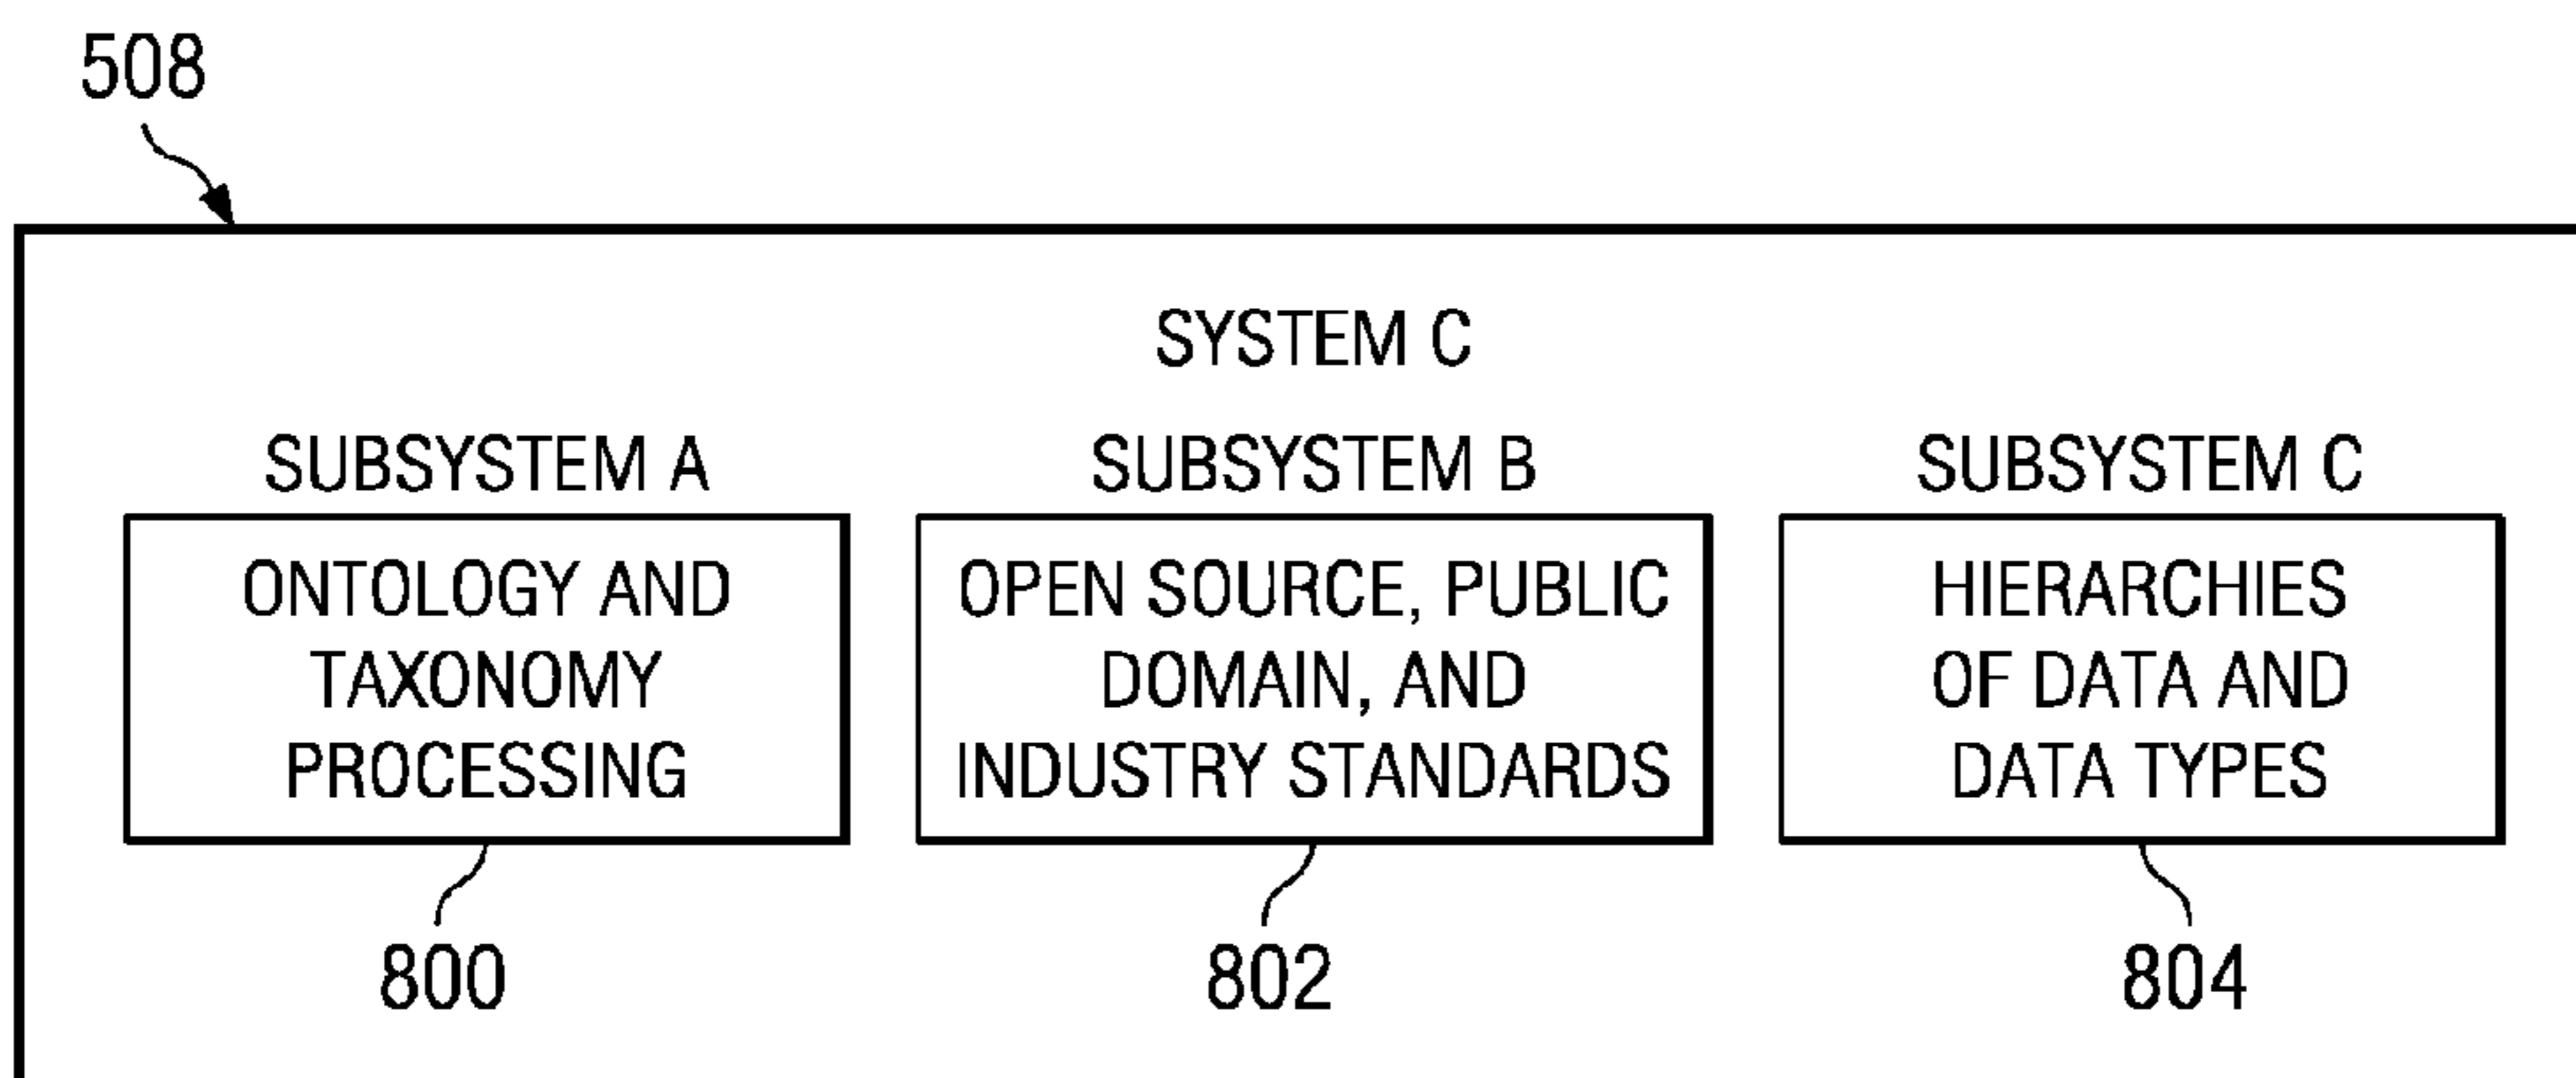 508
SYSTEM C
SUBSYSTEM A
ONTOLOGY AND
TAXONOMY
PROCESSING
800
SUBSYSTEM B
OPEN SOURCE, PUBLIC
DOMAIN, AND
INDUSTRY STANDARDS
802
SUBSYSTEM C
HIERARCHIES
OF DATA AND
DATA TYPES
804